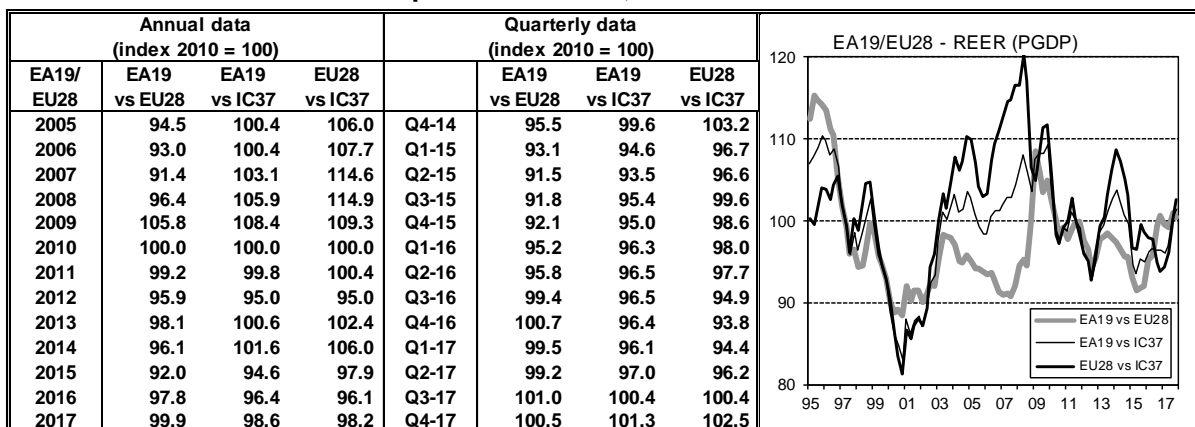 Annual data Quarterly data
(index 2010 = 100) (index 2010 = 100)
EA19/ EA19 EA19 EU28 EA19 EA19 EU28
EU28 vs EU28 vs IC37 vs IC37 vs EU28 vs IC37 vs IC37
2005 94.5 100.4 106.0 Q4-14 95.5 99.6 103.2
2006 93.0 100.4 107.7 Q1-15 93.1 94.6 96.7
2007 91.4 103.1 114.6 Q2-15 91.5 93.5 96.6
2008 96.4 105.9 114.9 Q3-15 91.8 95.4 99.6
2009 105.8 108.4 109.3 Q4-15 92.1 95.0 98.6
2010 100.0 100.0 100.0 Q1-16 95.2 96.3 98.0
2011 99.2 99.8 100.4 Q2-16 95.8 96.5 97.7
2012 95.9 95.0 95.0 Q3-16 99.4 96.5 94.9
2013 98.1 100.6 102.4 Q4-16 100.7 96.4 93.8
2014 96.1 101.6 106.0 Q1-17 99.5 96.1 94.4
2015 92.0 94.6 97.9 Q2-17 99.2 97.0 96.2
2016 97.8 96.4 96.1 Q3-17 101.0 100.4 100.4
2017 99.9 98.6 98.2 Q4-17 100.5 101.3 102.5
EA19/EU28 - REER (PGDP)
120
110
100
90
80
EA19 vs EU28
EA19 vs IC37
EU28 vs IC37
95 97 99 01 03 05 07 09 11 13 15 17